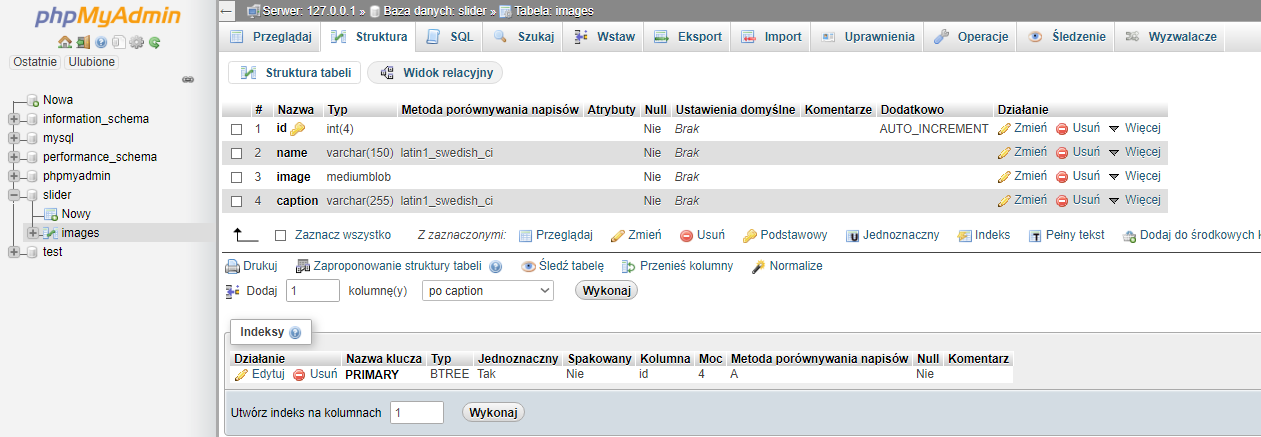 phpMyAdmin
Ostatnie Ulubione
Nowa
information_schema
mysql
performance_schema
phpmyadmin
slider
Nowy
images
test
Serwer: 127.0.0.1 » Baza danych: slider » Tabela: images
Przeglądaj Struktura SQL Szukaj Wstaw Eksport Import Uprawnienia Operacje Śledzenie Wyzwalacze
Struktura tabeli Widok relacyjny
# Nazwa Typ Metoda porównywania napisów Atrybuty Null Ustawienia domyślne Komentarze Dodatkowo Działanie
1 id int(4) Nie Brak AUTO_INCREMENT Zmień Usuń Więcej
2 name varchar(150) latin1_swedish_ci Nie Brak Zmień Usuń Więcej
3 image mediumblob Nie Brak Zmień Usuń Więcej
4 caption varchar(255) latin1_swedish_ci Nie Brak Zmień Usuń Więcej
Zaznacz wszystko Z zaznaczonymi: Przeglądaj Zmień Usuń Podstawowy Jednoznaczny Indeks Pełny tekst Dodaj do środkowych
Drukuj Zaproponowanie struktury tabeli Śledź tabelę Przenieś kolumny Normalize
Dodaj 1 kolumnę(y) po caption Wykonaj
Indeksy
Działanie Nazwa klucza Typ Jednoznaczny Spakowany Kolumna Moc Metoda porównywania napisów Null Komentarz
Edytuj Usuń PRIMARY BTREE Tak Nie id 4 A Nie
Utwórz indeks na kolumnach 1 Wykonaj